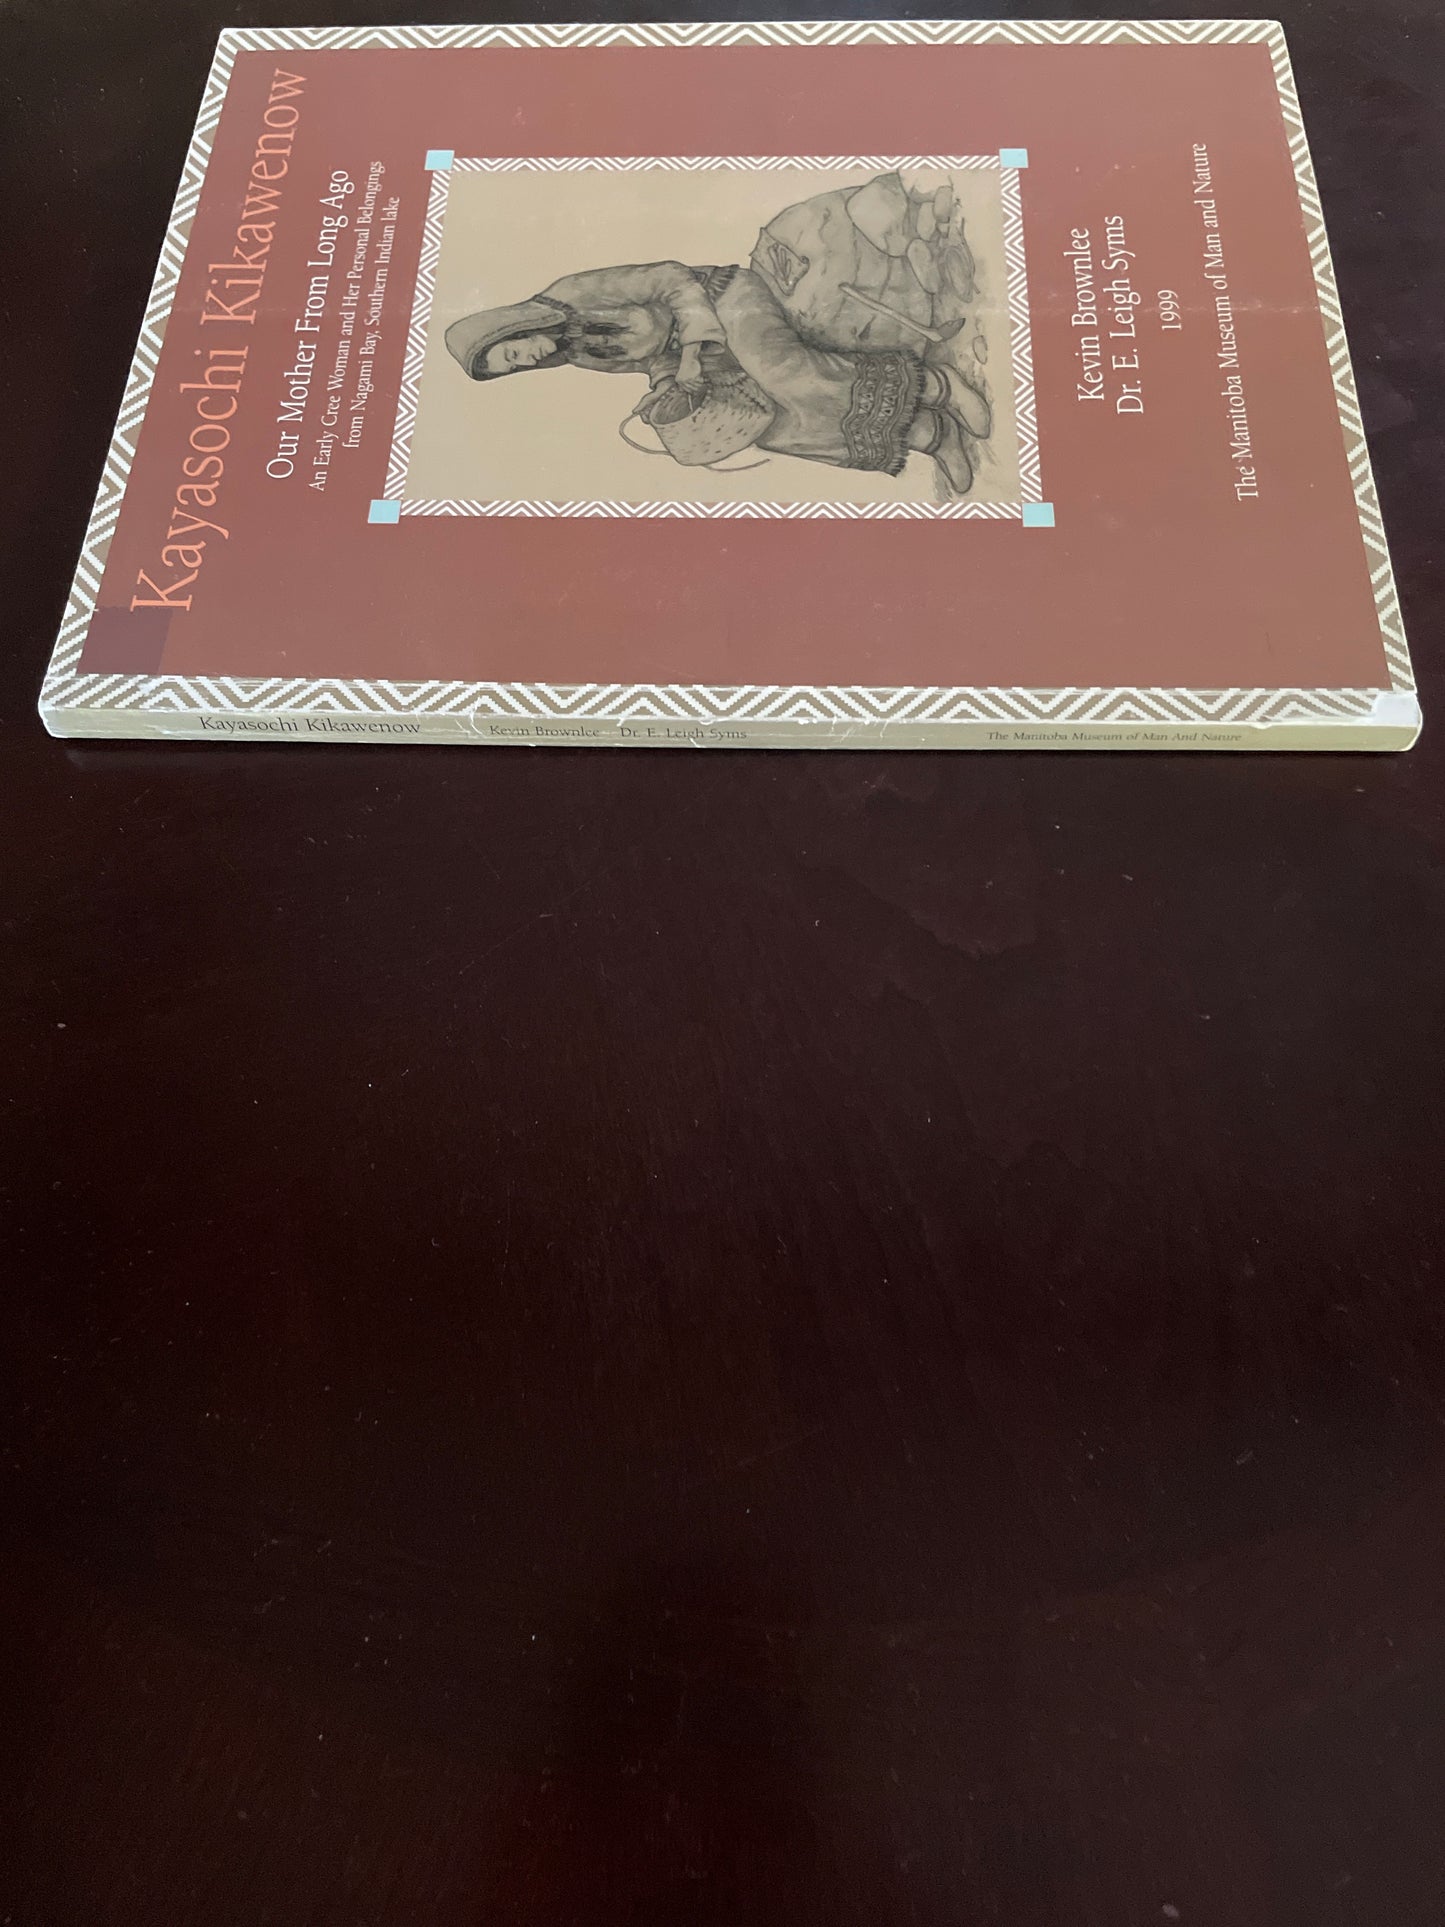 Kayasochi Kikawenow
Our Mother From Long Ago
An Early Cree Woman and Her Personal Belongings
from Nagami Bay, Southern Indian lake
Kevin Brownlee
Dr. E. Leigh Syms
1999
The Manitoba Museum of Man and Nature
Kayasochi Kikawenow Kevin Brownlee Dr. E. Leigh Syms The Manitoba Museum of Man And Nature